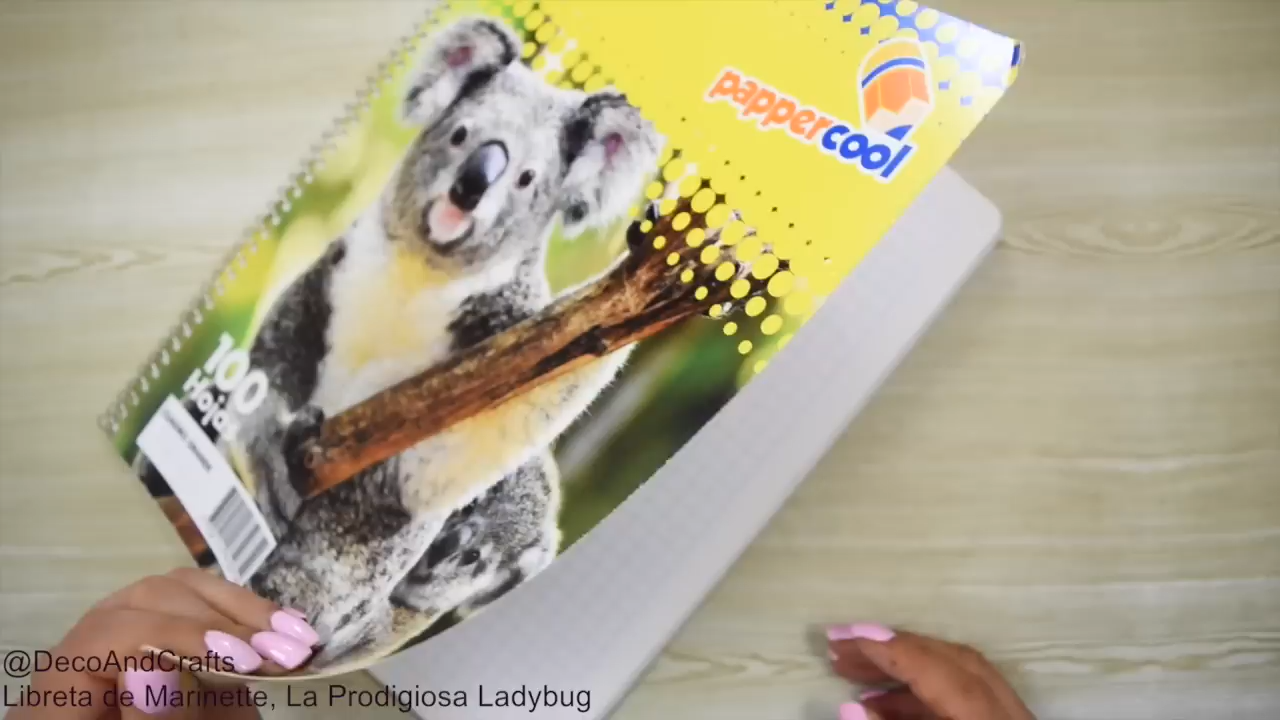 pappercool
100
Hojas
@DecoAndCrafts
Libreta de Marinette, La Prodigiosa Ladybug